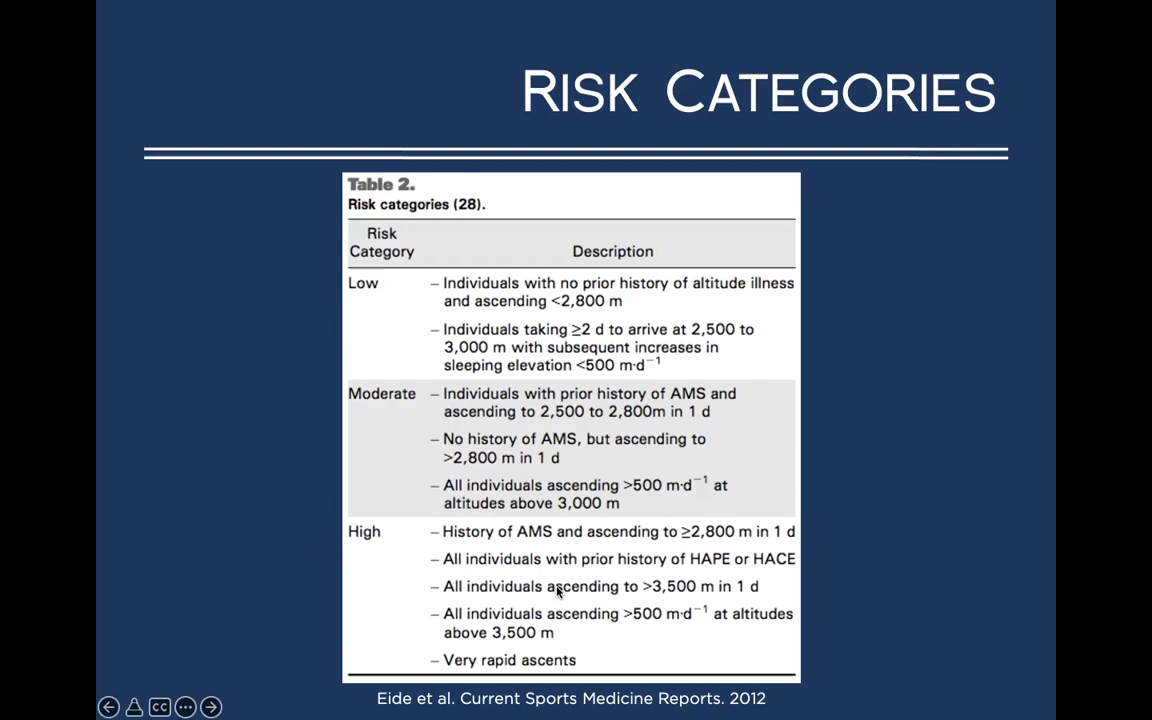 RISK CATEGORIES
Table 2.
Risk categories (28).
Risk
Category
Description
Low
– Individuals with no prior history of altitude illness
and ascending <2,800 m
– Individuals taking ≥2 d to arrive at 2,500 to
3,000 m with subsequent increases in
sleeping elevation <500 m·d⁻¹
Moderate
– Individuals with prior history of AMS and
ascending to 2,500 to 2,800m in 1 d
– No history of AMS, but ascending to
>2,800 m in 1 d
– All individuals ascending >500 m·d⁻¹ at
altitudes above 3,000 m
High
– History of AMS and ascending to ≥2,800 m in 1 d
– All individuals with prior history of HAPE or HACE
– All individuals ascending to >3,500 m in 1 d
– All individuals ascending >500 m·d⁻¹ at altitudes
above 3,500 m
– Very rapid ascents
Eide et al. Current Sports Medicine Reports. 2012
CC